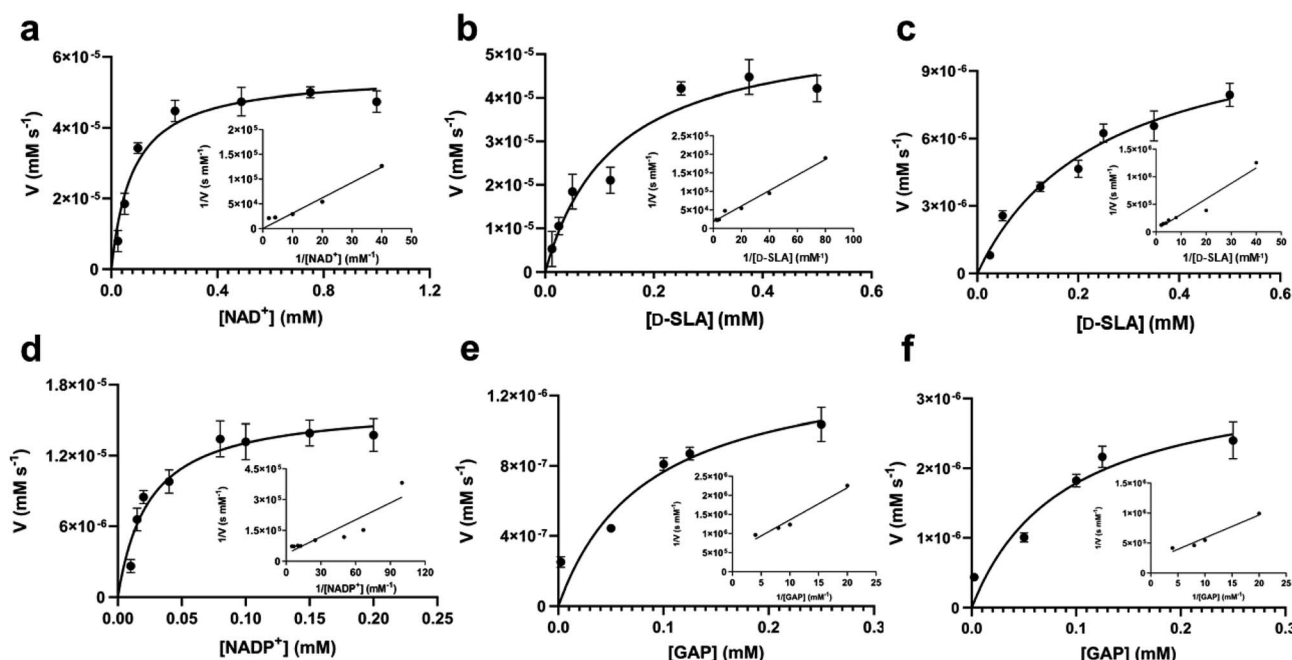 a
6×10⁻⁵
4×10⁻⁵
2×10⁻⁵
0
V (mM s⁻¹)
0.0 0.4 0.8 1.2
[NAD⁺] (mM)
2×10⁵
1.5×10⁵
1×10⁵
5×10⁴
0
1/V (s mM⁻¹)
0 10 20 30 40 50
1/[NAD⁺] (mM⁻¹)
b
5×10⁻⁵
4×10⁻⁵
3×10⁻⁵
2×10⁻⁵
1×10⁻⁵
0
V (mM s⁻¹)
0.0 0.2 0.4 0.6
[D-SLA] (mM)
2.5×10⁵
2×10⁵
1.5×10⁵
1×10⁵
5×10⁴
0
1/V (s mM⁻¹)
0 20 40 60 80 100
1/[D-SLA] (mM¹)
c
9×10⁻⁶
6×10⁻⁶
3×10⁻⁶
0
V (mM s⁻¹)
0.0 0.2 0.4 0.6
[D-SLA] (mM)
1.5×10⁶
1×10⁶
5×10⁵
0
1/V (s mM⁻¹)
0 10 20 30 40 50
1/[D-SLA] (mM¹)
d
1.8×10⁻⁵
1.2×10⁻⁵
6×10⁻⁶
0
V (mM s⁻¹)
0.00 0.05 0.10 0.15 0.20
[NADP⁺] (mM)
4.5×10⁵
3×10⁵
1.5×10⁵
0
1/V (s mM⁻¹)
0 30 60 90 120
1/[NADP⁺] (mM⁻¹)
e
1.2×10⁻⁶
8×10⁻⁷
4×10⁻⁷
0
V (mM s⁻¹)
0.0 0.1 0.2 0.3
[GAP] (mM)
2.5×10⁶
2×10⁶
1.5×10⁶
1×10⁶
5×10⁵
0
1/V (s mM⁻¹)
0 5 10 15 20 25
1/[GAP] (mM⁻¹)
f
3×10⁻⁶
2×10⁻⁶
1×10⁻⁶
0
V (mM s⁻¹)
0.0 0.1 0.2 0.3
[GAP] (mM)
1.5×10⁶
1×10⁶
5×10⁵
0
1/V (s mM⁻¹)
0 5 10 15 20 25
1/[GAP] (mM⁻¹)